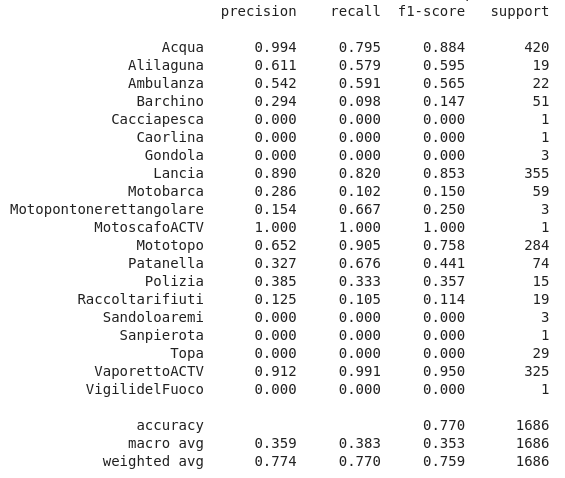 precision recall f1-score support
Acqua 0.994 0.795 0.884 420
Alilaguna 0.611 0.579 0.595 19
Ambulanza 0.542 0.591 0.565 22
Barchino 0.294 0.098 0.147 51
Cacciapesca 0.000 0.000 0.000 1
Caorlina 0.000 0.000 0.000 1
Gondola 0.000 0.000 0.000 3
Lancia 0.890 0.820 0.853 355
Motobarca 0.286 0.102 0.150 59
Motopontonerettangolare 0.154 0.667 0.250 3
MotoscafoACTV 1.000 1.000 1.000 1
Mototopo 0.652 0.905 0.758 284
Patanella 0.327 0.676 0.441 74
Polizia 0.385 0.333 0.357 15
Raccoltarifiuti 0.125 0.105 0.114 19
Sandoloaremi 0.000 0.000 0.000 3
Sanpierota 0.000 0.000 0.000 1
Topa 0.000 0.000 0.000 29
VaporettoACTV 0.912 0.991 0.950 325
VigilidelFuoco 0.000 0.000 0.000 1
accuracy 0.770 1686
macro avg 0.359 0.383 0.353 1686
weighted avg 0.774 0.770 0.759 1686